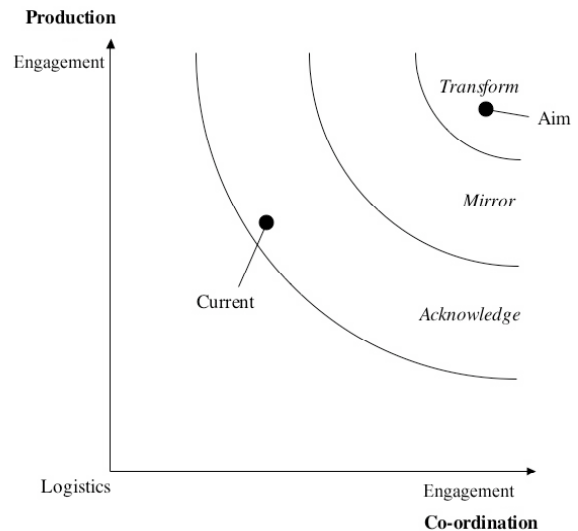 Production
Engagement
Transform
Aim
Mirror
Current
Acknowledge
Logistics
Engagement
Co-ordination